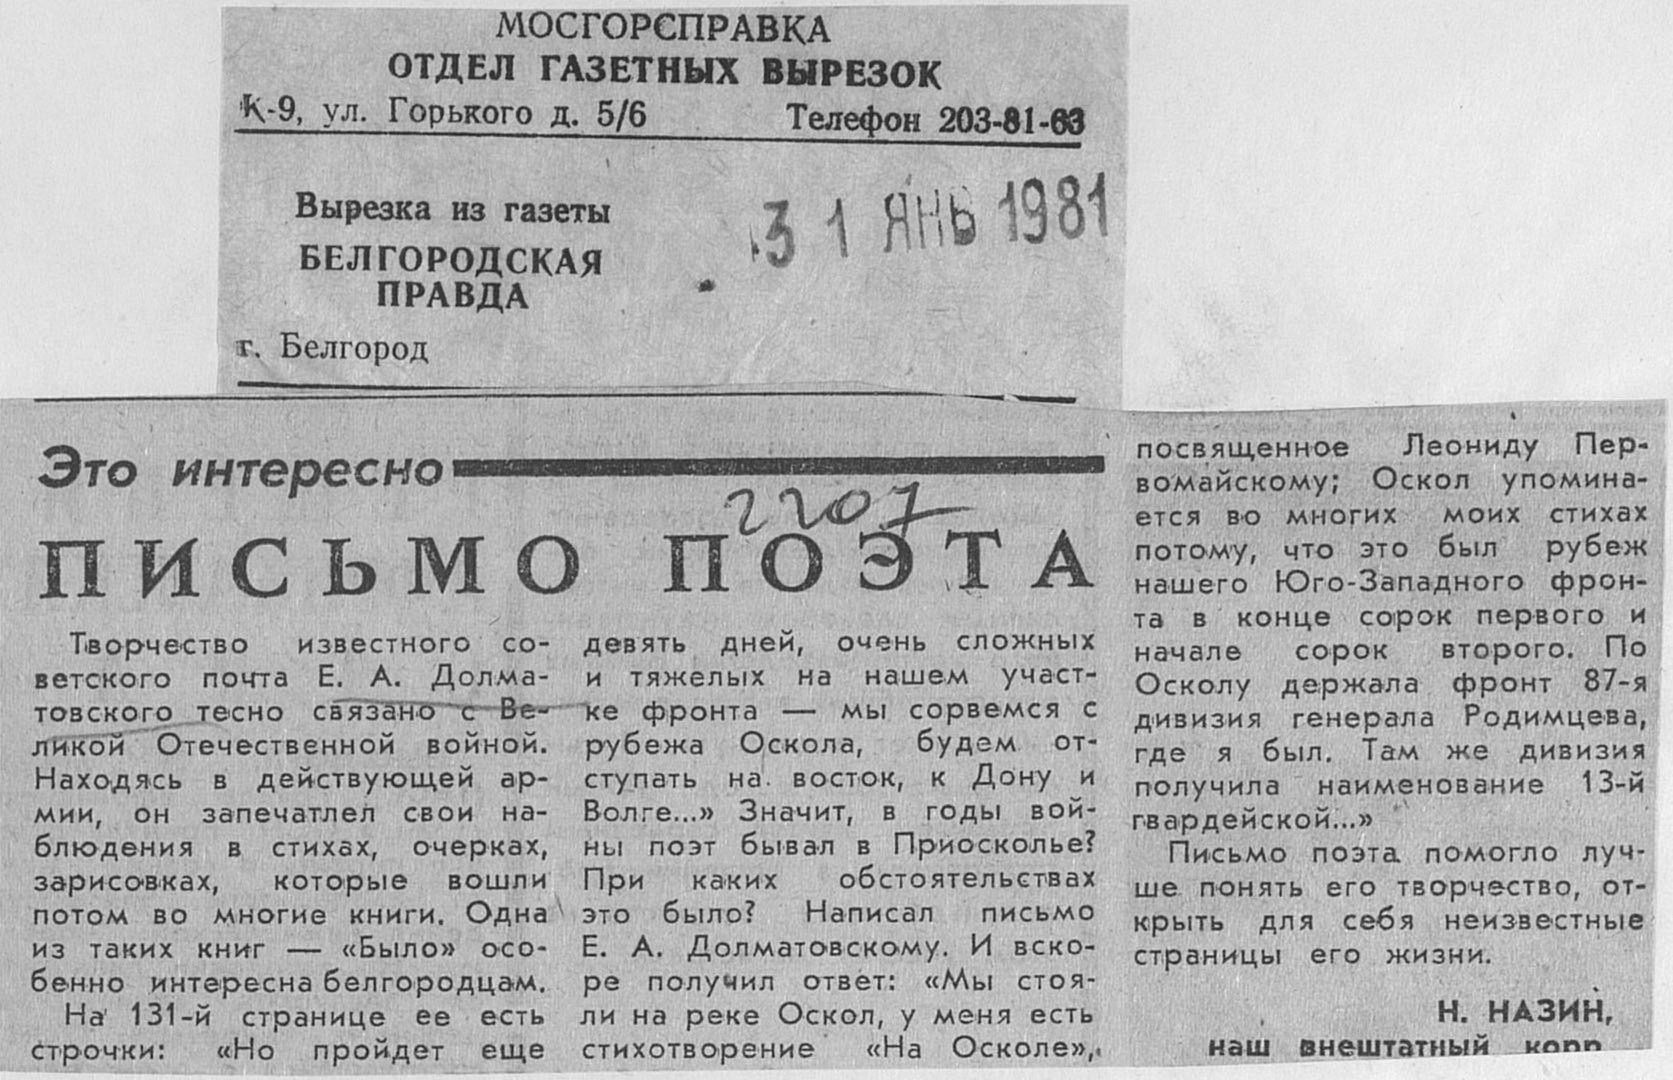 МОСГОРСПРАВКА
ОТДЕЛ ГАЗЕТНЫХ ВЫРЕЗОК
К-9, ул. Горького д. 5/6 Телефон 203-81-63
Вырезка из газеты
БЕЛГОРОДСКАЯ
ПРАВДА
г. Белгород
31 ЯНВ 1981
Это интересно
2207
ПИСЬМО ПОЭТА
Творчество известного со-
ветского почта Е. А. Долма-
товского тесно связано с Ве-
ликой Отечественной войной.
Находясь в действующей ар-
мии, он запечатлел свои на-
блюдения в стихах, очерках,
зарисовках, которые вошли
потом во многие книги. Одна
из таких книг — «Было» осо-
бенно интересна белгородцам.
На 131-й странице ее есть
строчки: «Но пройдет еще
девять дней, очень сложных
и тяжелых на нашем участ-
ке фронта — мы сорвемся с
рубежа Оскола, будем от-
ступать на восток, к Дону и
Волге...» Значит, в годы вой-
ны поэт бывал в Приосколье?
При каких обстоятельствах
это было? Написал письмо
Е. А. Долматовскому. И вско-
ре получил ответ: «Мы стоя-
ли на реке Оскол, у меня есть
стихотворение «На Осколе»,
посвященное Леониду Пер-
вомайскому; Оскол упомина-
ется во многих моих стихах
потому, что это был рубеж
нашего Юго-Западного фрон-
та в конце сорок первого и
начале сорок второго. По
Осколу держала фронт 87-я
дивизия генерала Родимцева,
где я был. Там же дивизия
получила наименование 13-й
гвардейской...»
Письмо поэта помогло луч-
ше понять его творчество, от-
крыть для себя неизвестные
страницы его жизни.
Н. НАЗИН,
наш внештатный корр.